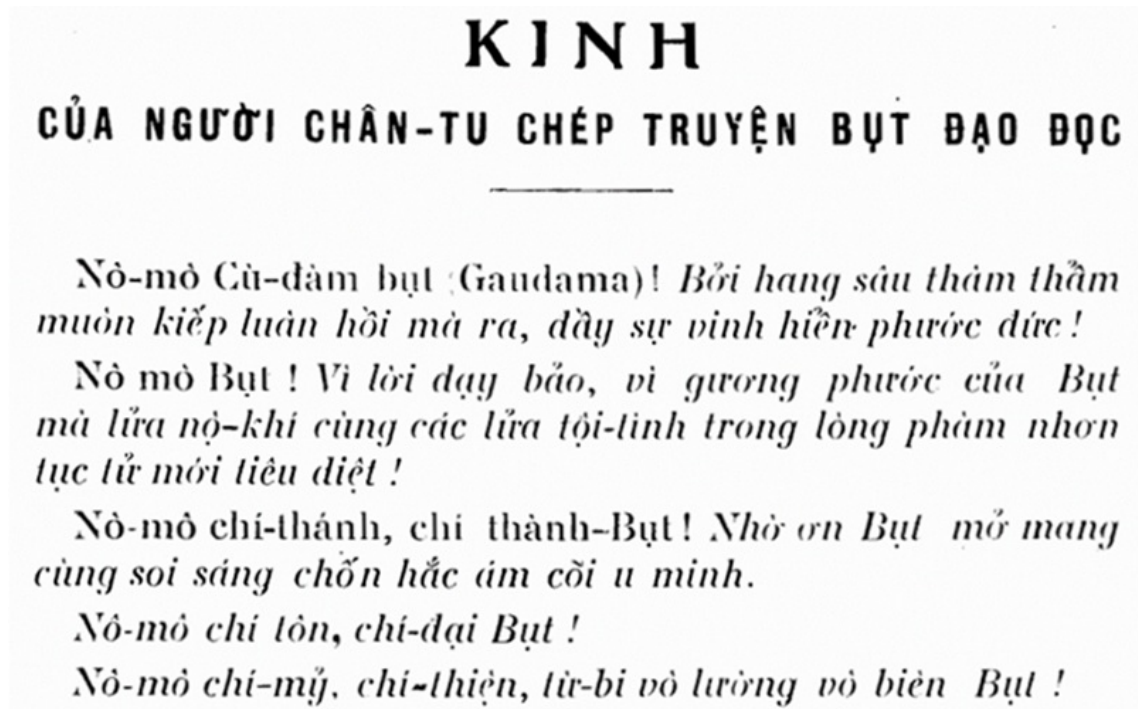 KINH
CỦA NGƯỜI CHÂN-TU CHÉP TRUYỆN BỤT ĐẠO ĐỌC
Nô-mô Cù-đàm bụt (Gaudama)! Bởi hang sâu thăm thẩm
muôn kiếp luân hồi mà ra, đầy sự vinh hiển phước đức!
Nô mô Bụt ! Vì lời dạy bảo, vì gương phước của Bụt
mà lửa nộ-khí cùng các lửa tội-tình trong lòng phàm nhơn
tục tử mới tiêu diệt !
Nô-mô chí-thánh, chí thành-Bụt! Nhờ ơn Bụt mở mang
cùng soi sáng chốn hắc ám cõi u minh.
Nô-mô chí tôn, chí-đại Bụt !
Nô-mô chí-mỹ, chí-thiện, từ-bi vô lường vô biên Bụt !